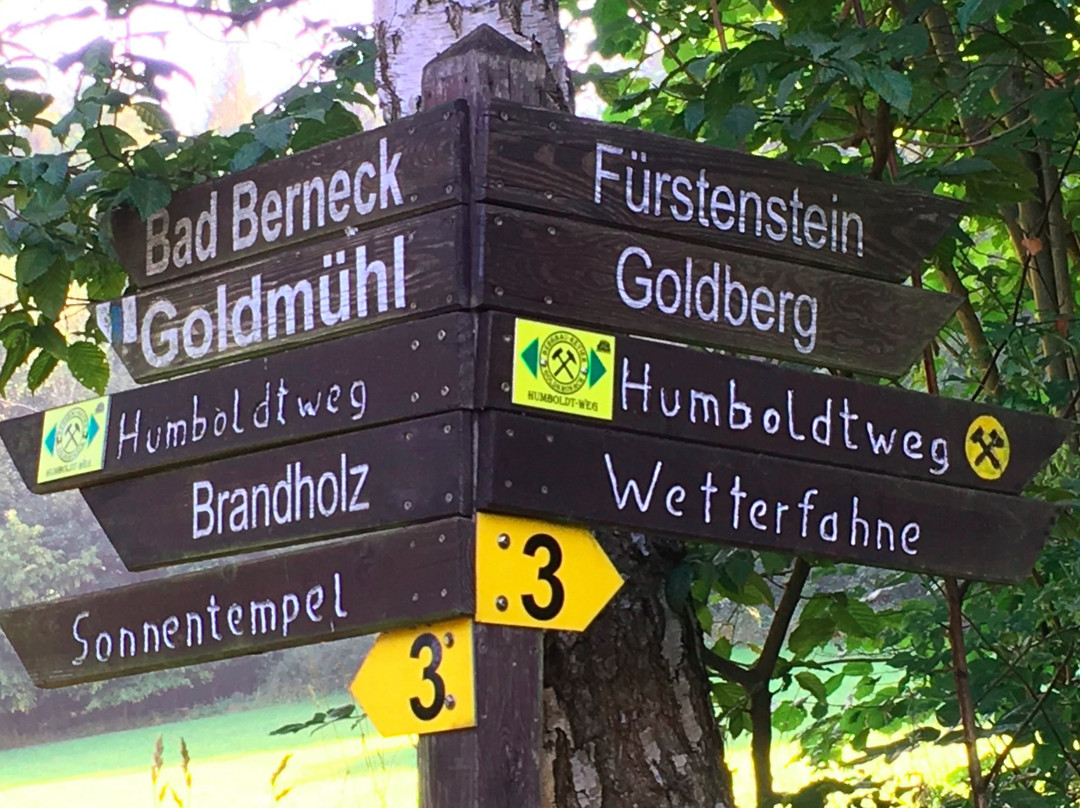 Bad Berneck
Goldmühl
Humboldtweg
HUMBOLDT-WEG
Brandholz
Sonnentempel
3
Fürstenstein
Goldberg
HUMBOLDT-WEG
Humboldtweg
Wetterfahne
3